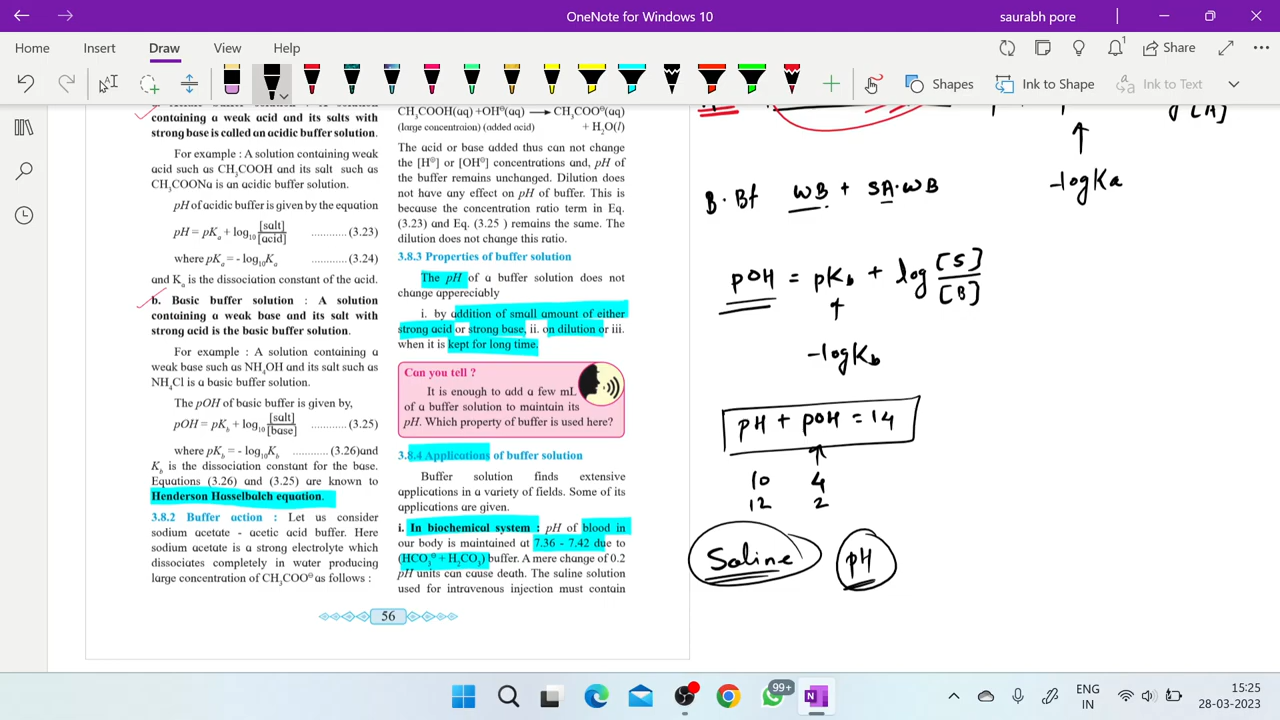 OneNote for Windows 10
saurabh pore
Home Insert Draw View Help
Share
Shapes
Ink to Shape
Ink to Text
containing a weak acid and its salts with
strong base is called an acidic buffer solution.
For example : A solution containing weak
acid such as CH₃COOH and its salt such as
CH₃COONa is an acidic buffer solution.
pH of acidic buffer is given by the equation
pH = pKₐ + log₁₀ [salt]/[acid] ............ (3.23)
where pKₐ = - log₁₀Kₐ ............ (3.24)
and Kₐ is the dissociation constant of the acid.
b. Basic buffer solution : A solution
containing a weak base and its salt with
strong acid is the basic buffer solution.
For example : A solution containing a
weak base such as NH₄OH and its salt such as
NH₄Cl is a basic buffer solution.
The pOH of basic buffer is given by,
pOH = pK_b + log₁₀ [salt]/[base] ............ (3.25)
where pK_b = - log₁₀K_b ............ (3.26)and
K_b is the dissociation constant for the base.
Equations (3.26) and (3.25) are known to
Henderson Hasselbalch equation.
3.8.2 Buffer action : Let us consider
sodium acetate - acetic acid buffer. Here
sodium acetate is a strong electrolyte which
dissociates completely in water producing
large concentration of CH₃COO⊖ as follows :
CH₃COOH(aq) +OH⊖(aq) ⟶ CH₃COO⊖(aq)
(large concentraion) (added acid) + H₂O(l)
The acid or base added thus can not change
the [H⊕] or [OH⊖] concentrations and, pH of
the buffer remains unchanged. Dilution does
not have any effect on pH of buffer. This is
because the concentration ratio term in Eq.
(3.23) and Eq. (3.25 ) remains the same. The
dilution does not change this ratio.
3.8.3 Properties of buffer solution
The pH of a buffer solution does not
change appereciably
i. by addition of small amount of either
strong acid or strong base, ii. on dilution or iii.
when it is kept for long time.
Can you tell ?
It is enough to add a few mL
of a buffer solution to maintain its
pH. Which property of buffer is used here?
3.8.4 Applications of buffer solution
Buffer solution finds extensive
applications in a variety of fields. Some of its
applications are given.
i. In biochemical system : pH of blood in
our body is maintained at 7.36 - 7.42 due to
(HCO₃⊖ + H₂CO₃) buffer. A mere change of 0.2
pH units can cause death. The saline solution
used for intravenous injection must contain
56
[A]
-logKa
B. Bf WB + SA.WB
pOH = pKb + log [S]/[B]
-logKb
pH + pOH = 14
10 4
12 2
Saline pH
99+
ENG
IN
15:25
28-03-2023